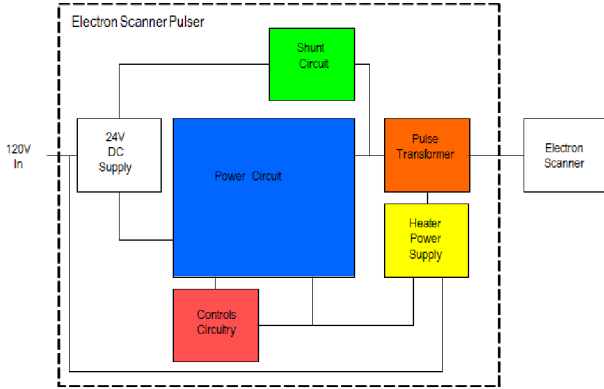 Electron Scanner Pulser
Shunt
Circuit
120V
In
24V
DC
Supply
Power Circuit
Pulse
Transformer
Electron
Scanner
Heater
Power
Supply
Controls
Circuitry